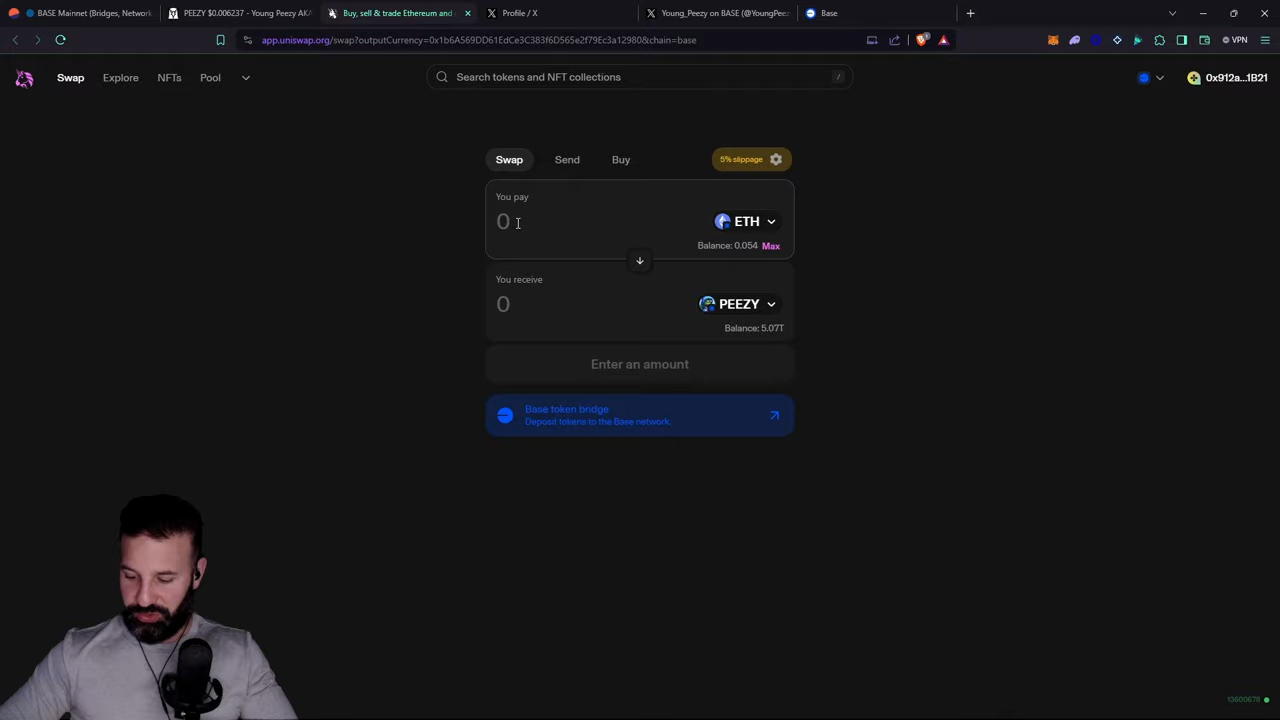 BASE Mainnet (Bridges, Network
PEEZY $0.006237 - Young Peezy AKA
Buy, sell & trade Ethereum and
Profile / X
Young_Peezy on BASE (@YoungPeez
Base
app.uniswap.org/swap?outputCurrency=0x1b6A569DD61EdCe3C383f6D565e2f79Ec3a12980&chain=base
1
VPN
Swap
Explore
NFTs
Pool
Search tokens and NFT collections
/
0x912a...1B21
Swap
Send
Buy
5% slippage
You pay
0
ETH
Balance: 0.054 Max
You receive
0
PEEZY
Balance: 5.07T
Enter an amount
Base token bridge
Deposit tokens to the Base network.
13600678